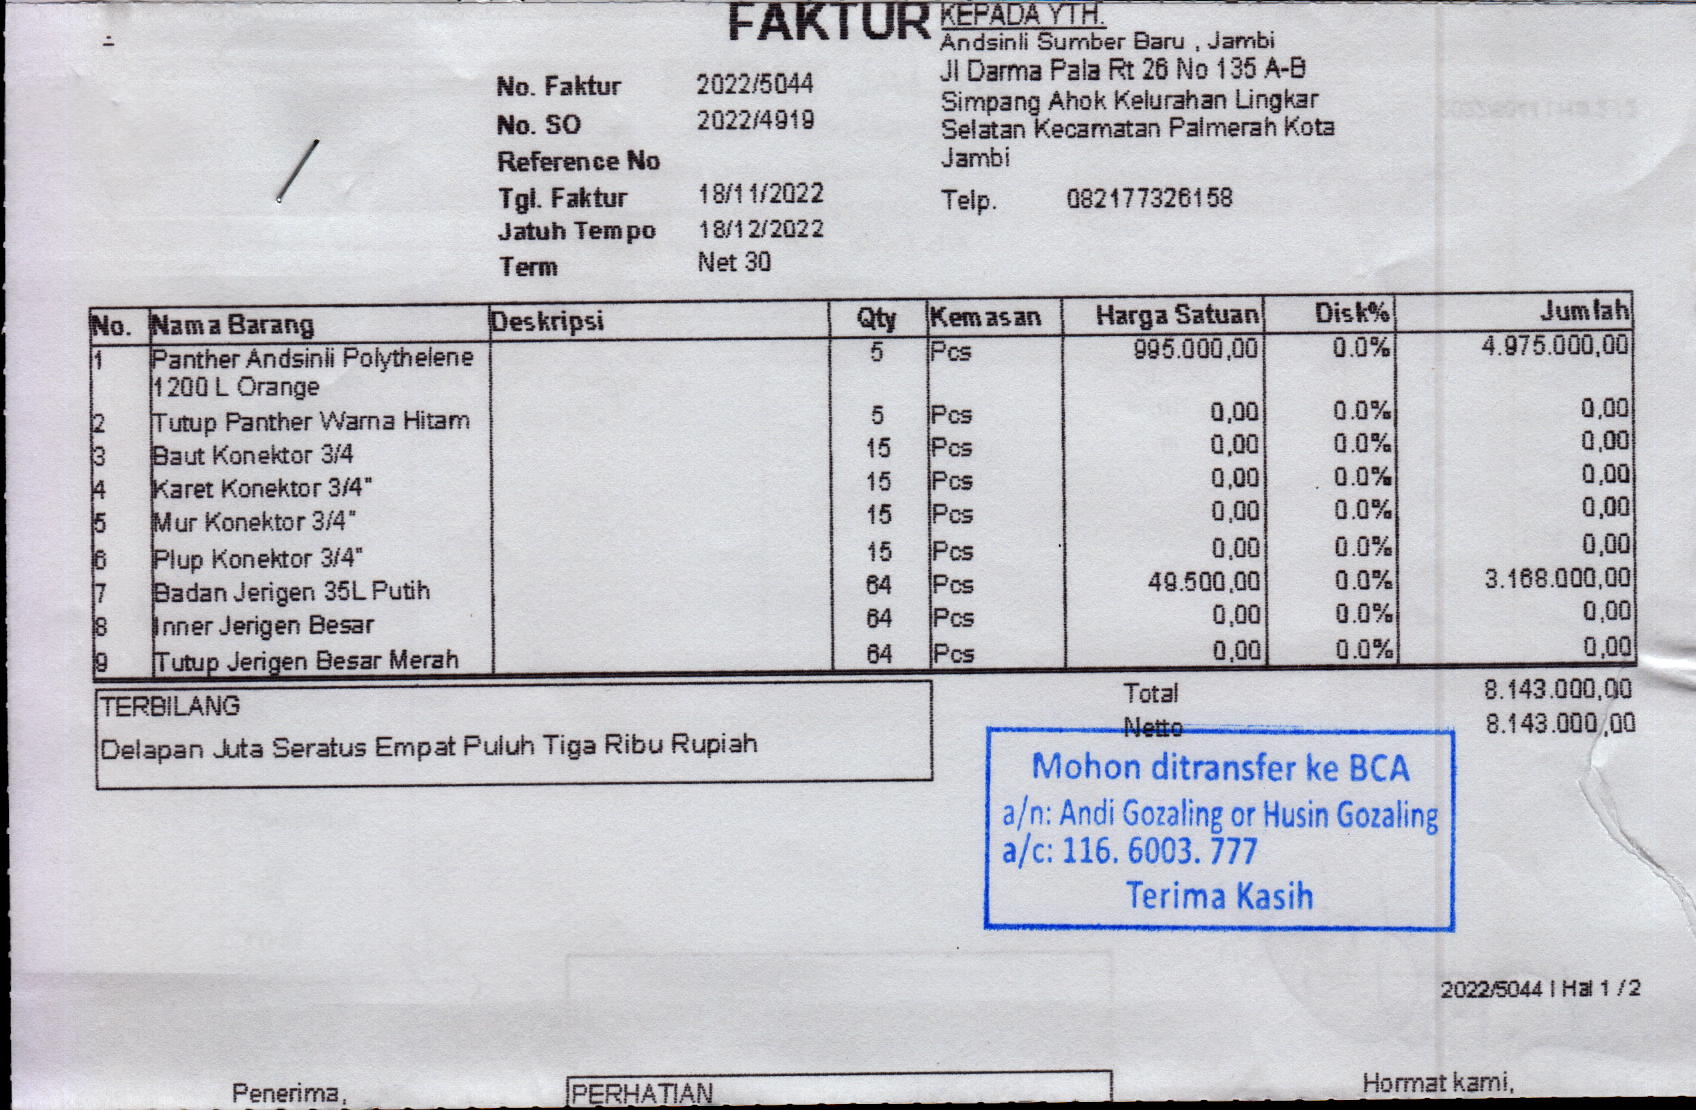 FAKTUR
KEPADA YTH.
Andsinli Sumber Baru , Jambi
Jl Darma Pala Rt 26 No 135 A-B
Simpang Ahok Kelurahan Lingkar
Selatan Kecamatan Palmerah Kota
Jambi
Telp. 082177326158
No. Faktur 2022/5044
No. SO 2022/4919
Reference No
Tgl. Faktur 18/11/2022
Jatuh Tempo 18/12/2022
Term Net 30
No. Nama Barang Deskripsi Qty Kemasan Harga Satuan Disk% Jumlah
1 Panther Andsinli Polythelene 5 Pcs 995.000,00 0.0% 4.975.000,00
1200 L Orange
2 Tutup Panther Warna Hitam 5 Pcs 0,00 0.0% 0,00
3 Baut Konektor 3/4 15 Pcs 0,00 0.0% 0,00
4 Karet Konektor 3/4" 15 Pcs 0,00 0.0% 0,00
5 Mur Konektor 3/4" 15 Pcs 0,00 0.0% 0,00
6 Plup Konektor 3/4" 15 Pcs 0,00 0.0% 0,00
7 Badan Jerigen 35L Putih 64 Pcs 49.500,00 0.0% 3.168.000,00
8 Inner Jerigen Besar 64 Pcs 0,00 0.0% 0,00
9 Tutup Jerigen Besar Merah 64 Pcs 0,00 0.0% 0,00
TERBILANG
Delapan Juta Seratus Empat Puluh Tiga Ribu Rupiah
Total 8.143.000,00
Netto 8.143.000,00
Mohon ditransfer ke BCA
a/n: Andi Gozaling or Husin Gozaling
a/c: 116. 6003. 777
Terima Kasih
2022/5044 | Hal 1 / 2
Penerima,
PERHATIAN
Hormat kami,